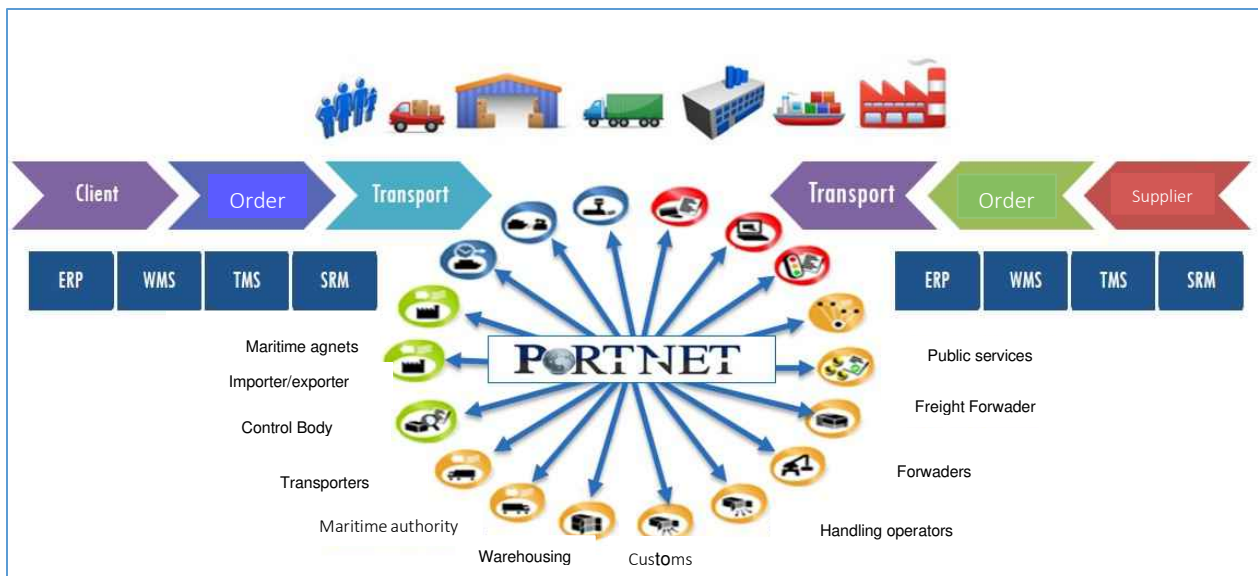 Client
Order
Transport
Transport
Order
Supplier
ERP
WMS
TMS
SRM
ERP
WMS
TMS
SRM
PORTNET
Maritime agnets
Importer/exporter
Control Body
Transporters
Maritime authority
Warehousing
Customs
Public services
Freight Forwader
Forwaders
Handling operators